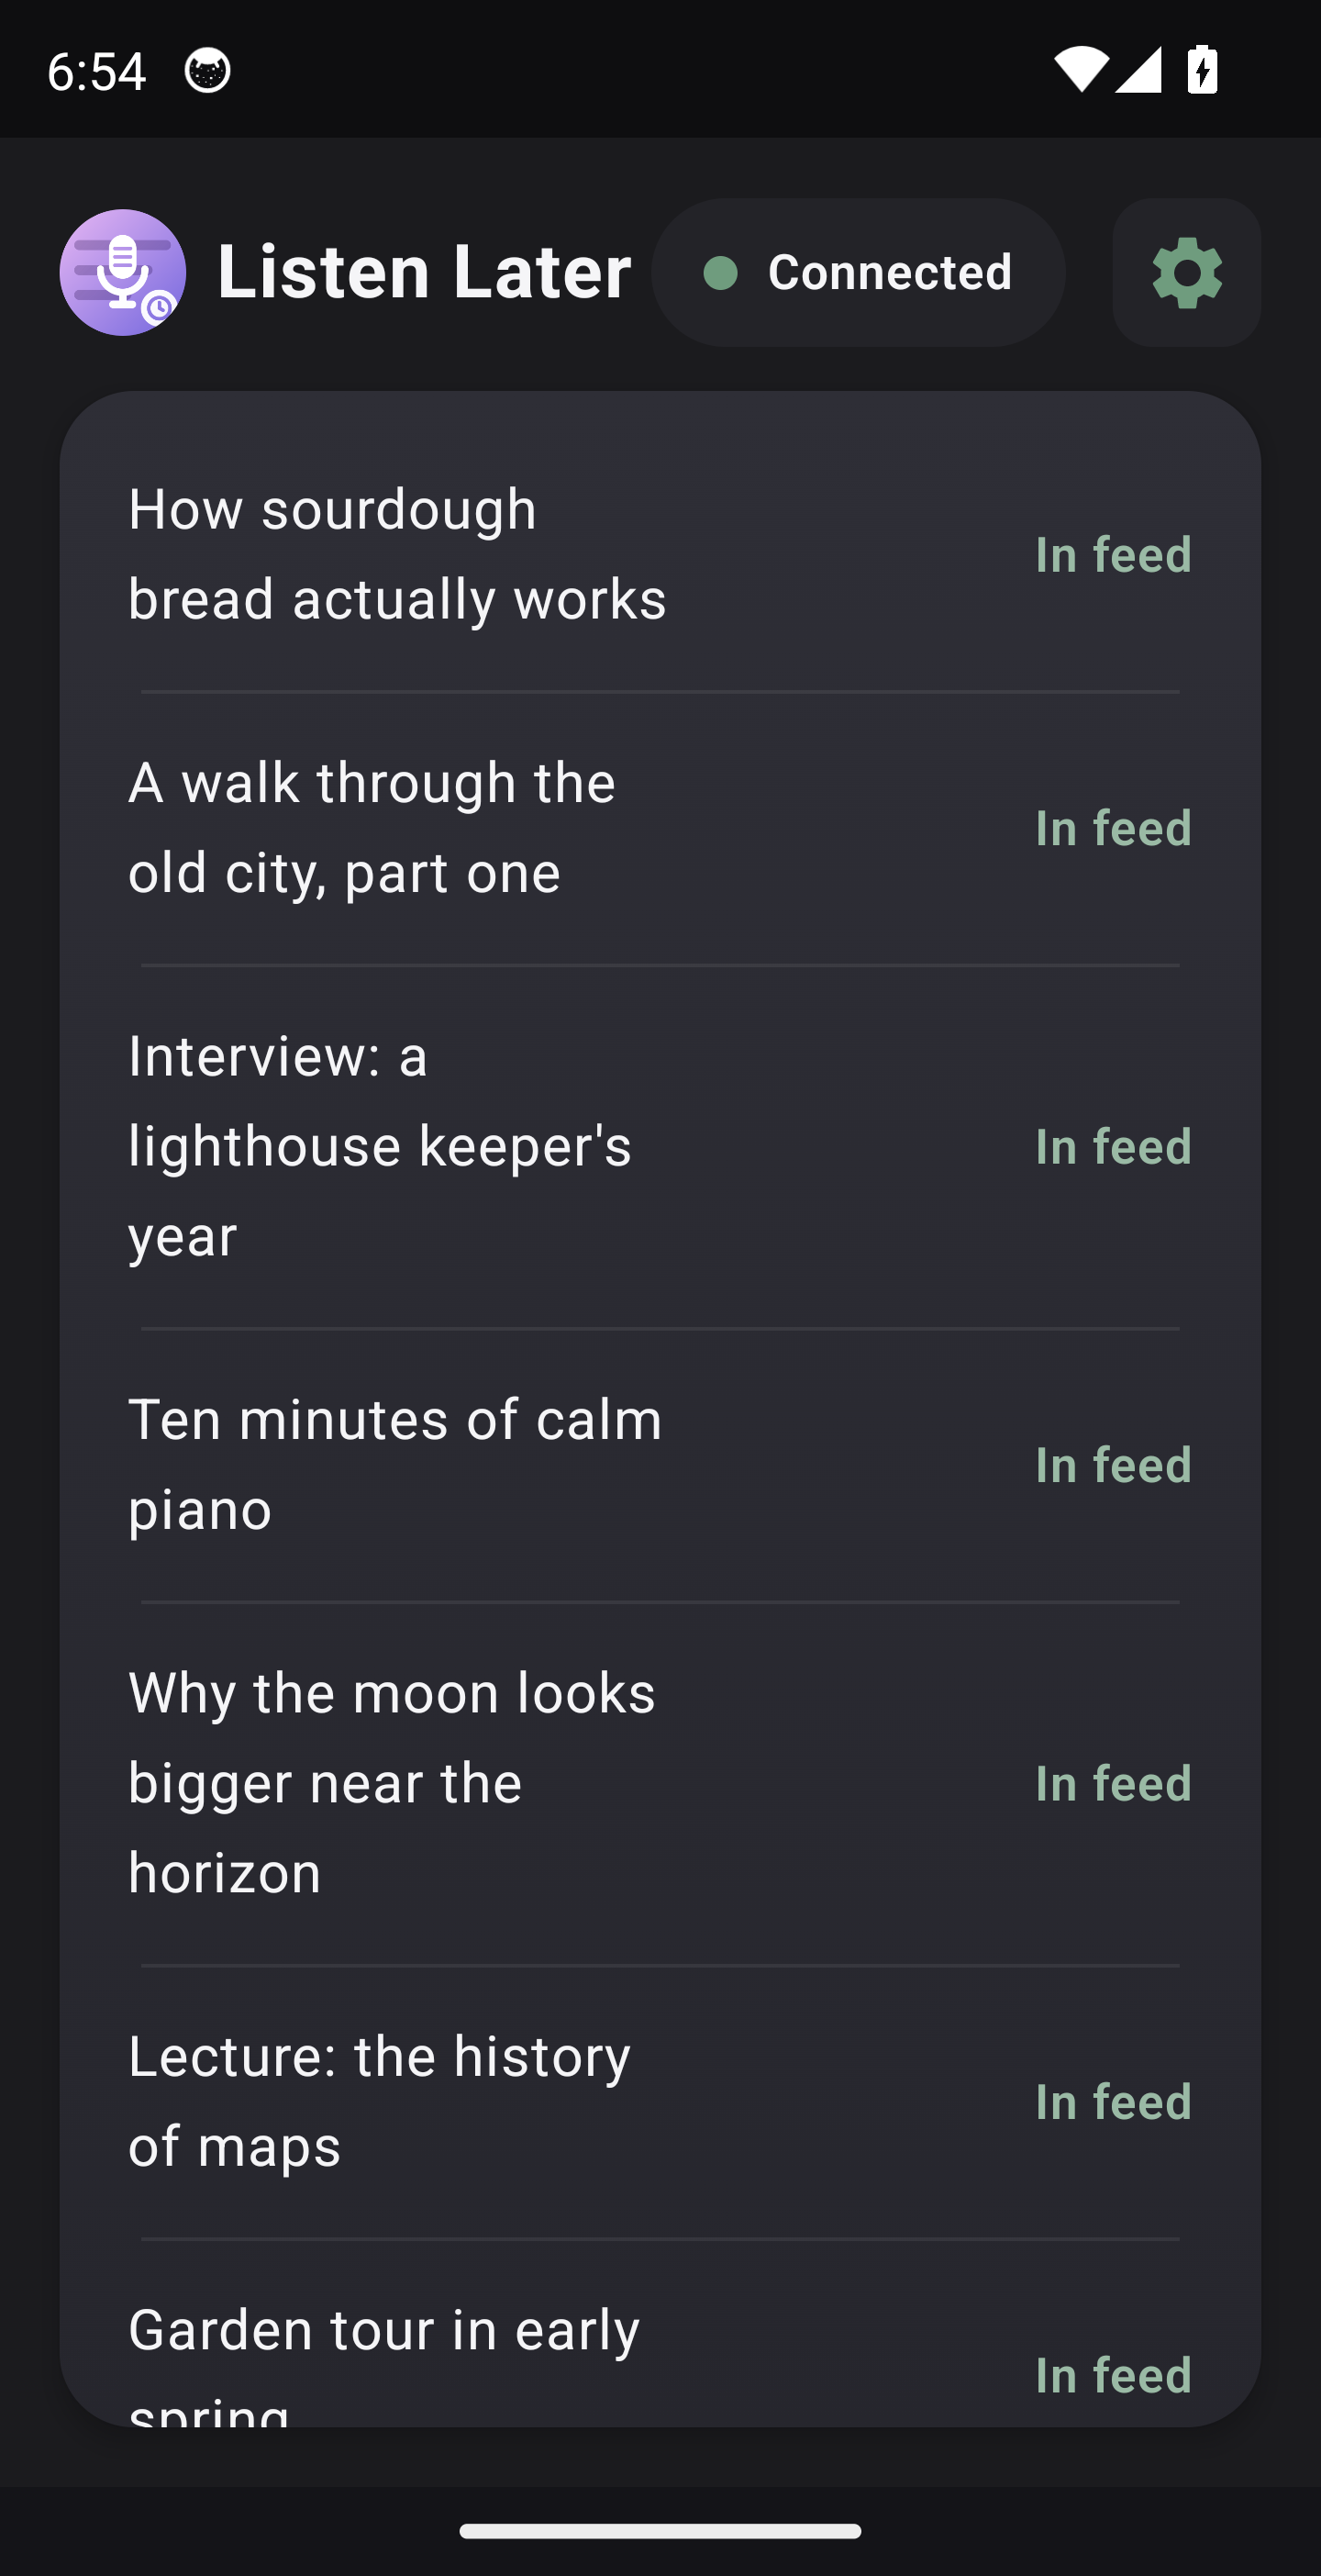 6:54
Listen Later
Connected
How sourdough
bread actually works
In feed
A walk through the
old city, part one
In feed
Interview: a
lighthouse keeper's
year
In feed
Ten minutes of calm
piano
In feed
Why the moon looks
bigger near the
horizon
In feed
Lecture: the history
of maps
In feed
Garden tour in early
spring
In feed